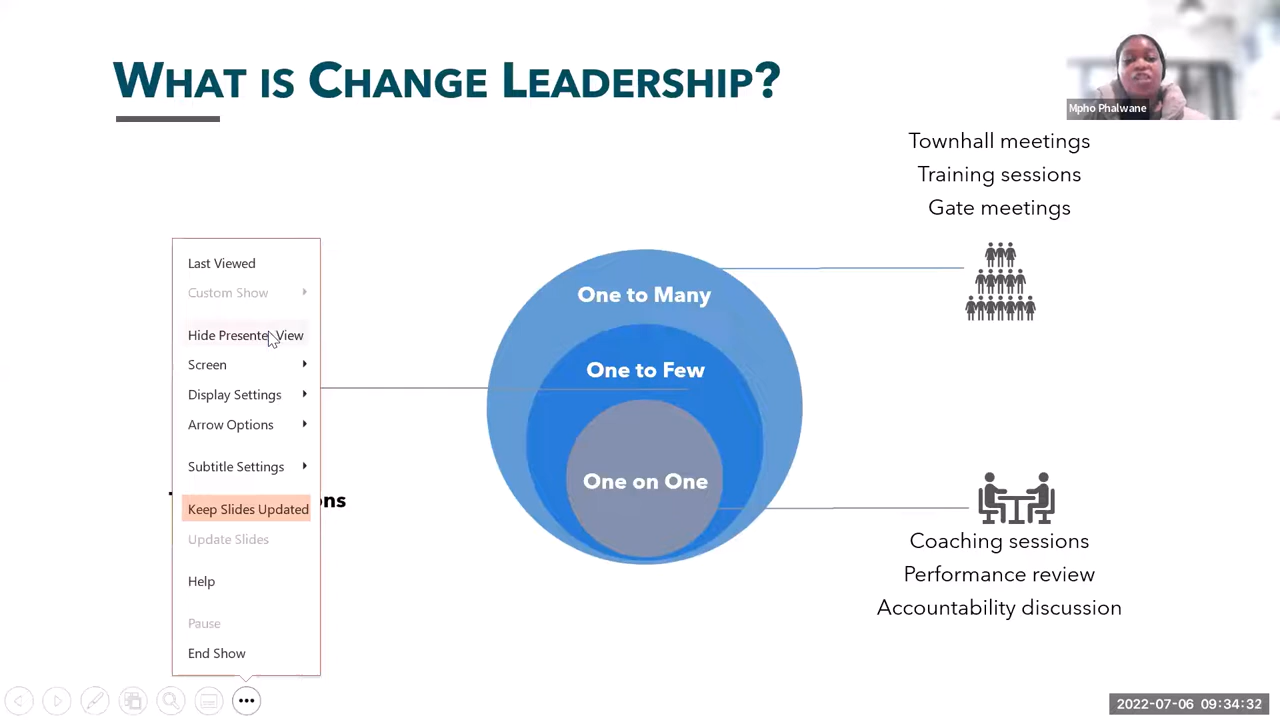 WHAT IS CHANGE LEADERSHIP?
Mpho Phalwane
Townhall meetings
Training sessions
Gate meetings
Last Viewed
Custom Show
Hide Presenter View
Screen
Display Settings
Arrow Options
Subtitle Settings
Keep Slides Updated
Update Slides
Help
Pause
End Show
One to Many
One to Few
One on One
Coaching sessions
Performance review
Accountability discussion
2022-07-06 09:34:32